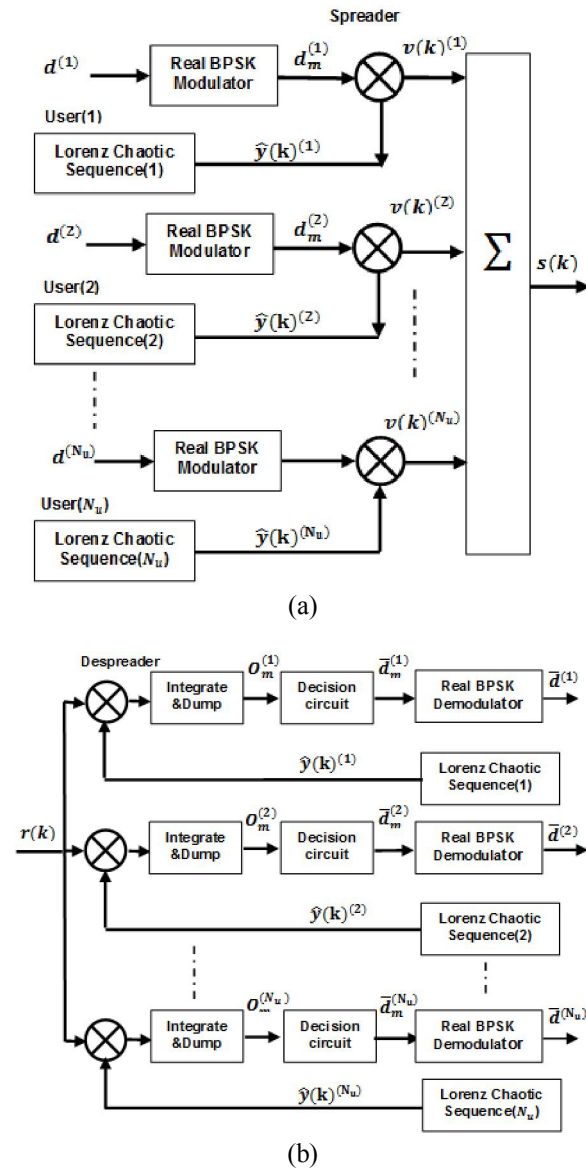 Spreader
d^(1)
Real BPSK
Modulator
d_m^(1)
v(k)^(1)
User(1)
Lorenz Chaotic
Sequence(1)
ŷ(k)^(1)
d^(2)
Real BPSK
Modulator
d_m^(2)
v(k)^(2)
Σ
s(k)
User(2)
Lorenz Chaotic
Sequence(2)
ŷ(k)^(2)
d^(N_u)
Real BPSK
Modulator
v(k)^(N_u)
User(N_u)
Lorenz Chaotic
Sequence(N_u)
ŷ(k)^(N_u)
(a)
Despreader
Integrate
&Dump
O_m^(1)
Decision
circuit
d̅_m^(1)
Real BPSK
Demodulator
d̅^(1)
ŷ(k)^(1)
Lorenz Chaotic
Sequence(1)
r(k)
Integrate
&Dump
O_m^(2)
Decision
circuit
d̅_m^(2)
Real BPSK
Demodulator
d̅^(2)
ŷ(k)^(2)
Lorenz Chaotic
Sequence(2)
Integrate
&Dump
O_m^(N_u)
Decision
circuit
d̅_m^(N_u)
Real BPSK
Demodulator
d̅^(N_u)
ŷ(k)^(N_u)
Lorenz Chaotic
Sequence(N_u)
(b)